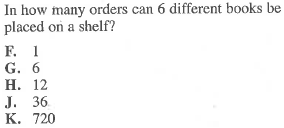 In how many orders can 6 different books be
placed on a shelf?
F. 1
G. 6
H. 12
J. 36
K. 720